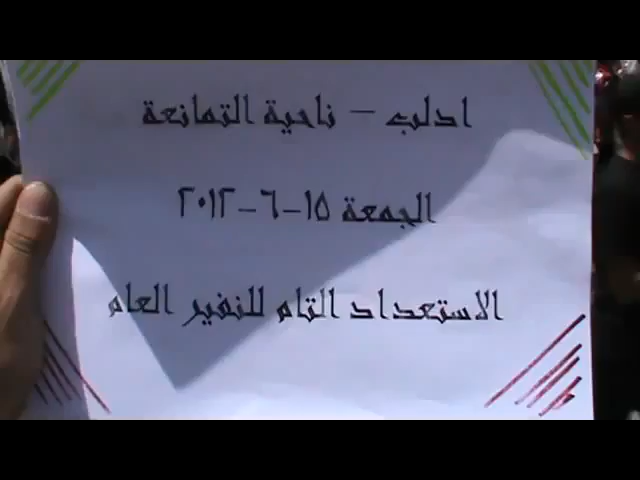 ادلب - ناحية التمانعة
الجمعة ١٥-٦-٢٠١٢
الاستعداد التام للنفير العام